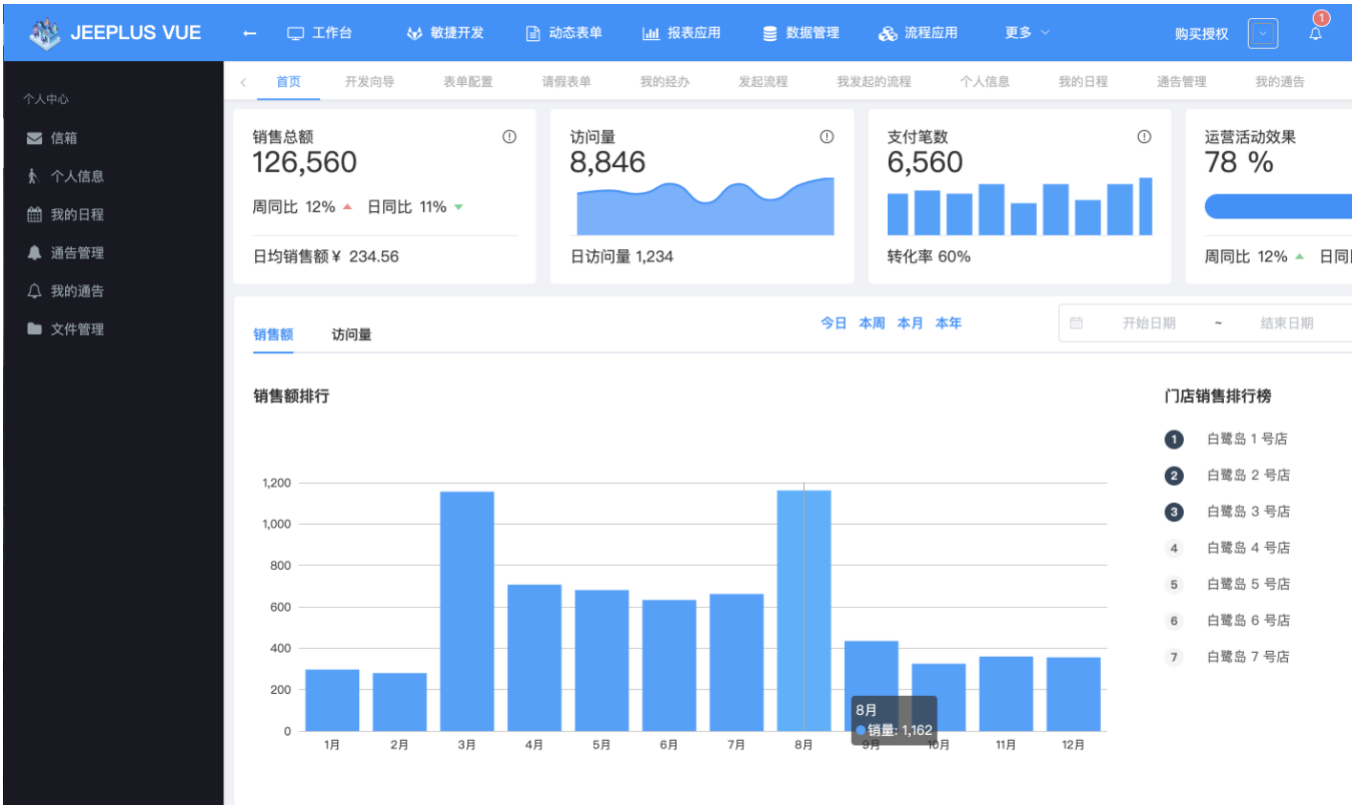 JEEPLUS VUE
工作台 敏捷开发 动态表单 报表应用 数据管理 流程应用 更多 购买授权 1
首页 开发向导 表单配置 请假表单 我的经办 发起流程 我发起的流程 个人信息 我的日程 通告管理 我的通告
个人中心
信箱
个人信息
我的日程
通告管理
我的通告
文件管理
销售总额
126,560
周同比 12% 日同比 11%
日均销售额¥ 234.56
访问量
8,846
日访问量 1,234
支付笔数
6,560
转化率 60%
运营活动效果
78 %
周同比 12% 日同
销售额 访问量 今日 本周 本月 本年 开始日期 ~ 结束日期
销售额排行
1,200
1,000
800
600
400
200
0
1月 2月 3月 4月 5月 6月 7月 8月 9月 10月 11月 12月
8月
销量: 1,162
门店销售排行榜
1 白鹭岛 1 号店
2 白鹭岛 2 号店
3 白鹭岛 3 号店
4 白鹭岛 4 号店
5 白鹭岛 5 号店
6 白鹭岛 6 号店
7 白鹭岛 7 号店